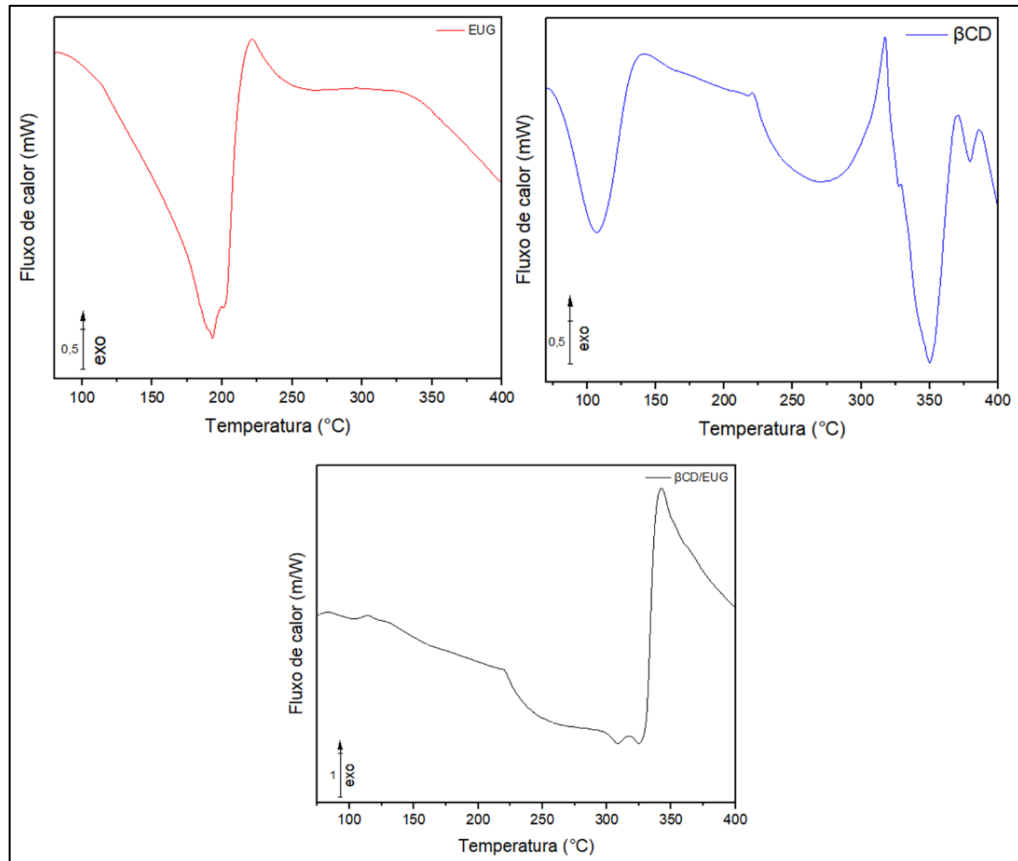 EUG
Fluxo de calor (mW)
0,5
exo
100 150 200 250 300 350 400
Temperatura (°C)
βCD
Fluxo de calor (mW)
0,5
exo
100 150 200 250 300 350 400
Temperatura (°C)
βCD/EUG
Fluxo de calor (m/W)
1
exo
100 150 200 250 300 350 400
Temperatura (°C)